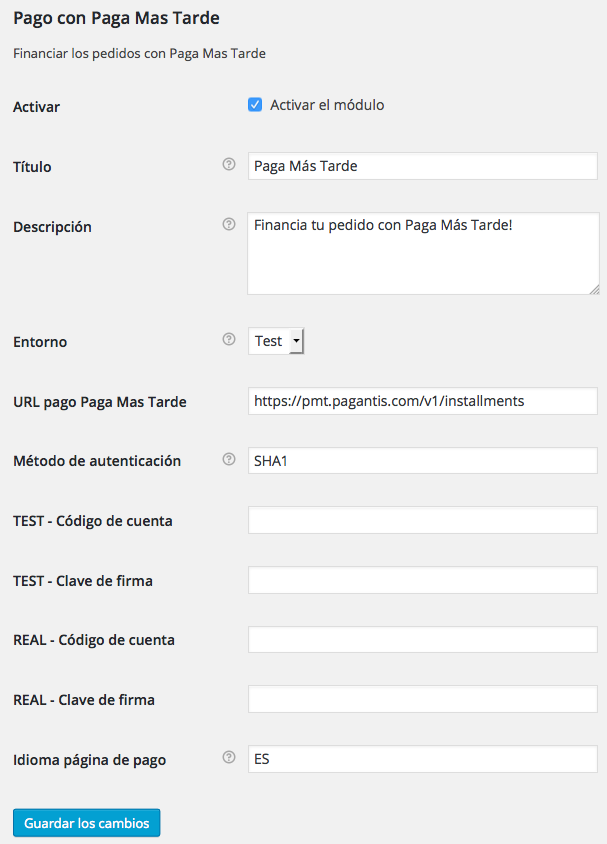 Pago con Paga Mas Tarde
Financiar los pedidos con Paga Mas Tarde
Activar
Activar el módulo
Título
Paga Más Tarde
Descripción
Financia tu pedido con Paga Más Tarde!
Entorno
Test
URL pago Paga Mas Tarde
https://pmt.pagantis.com/v1/installments
Método de autenticación
SHA1
TEST - Código de cuenta
TEST - Clave de firma
REAL - Código de cuenta
REAL - Clave de firma
Idioma página de pago
ES
Guardar los cambios